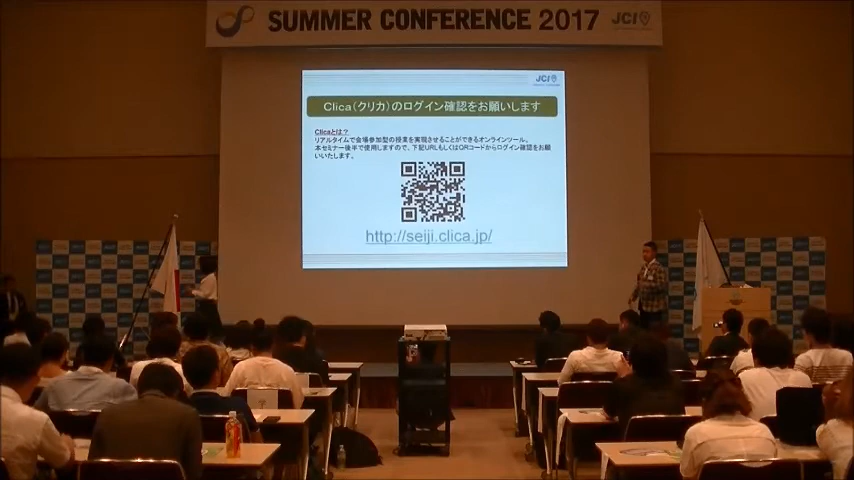 SUMMER CONFERENCE 2017 JCI
JCI
Clica(クリカ)のログイン確認をお願いします
Clicaとは？
リアルタイムで会場参加型の授業を実現させることができるオンラインツール。
本セミナー後半で使用しますので、下記URLもしくはQRコードからログイン確認をお願
いいたします。
http://seiji.clica.jp/